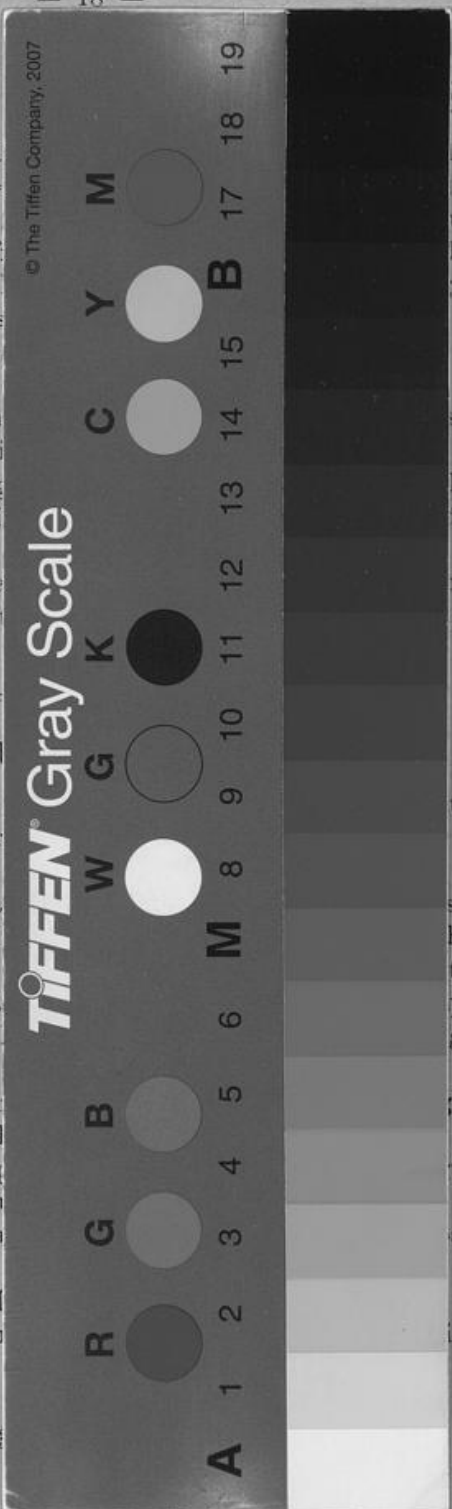 18
© The Tiffen Company, 2007
TIFFEN® Gray Scale
R G B W G K C Y M
A 1 2 3 4 5 6 M 8 9 10 11 12 13 14 15 B 17 18 19